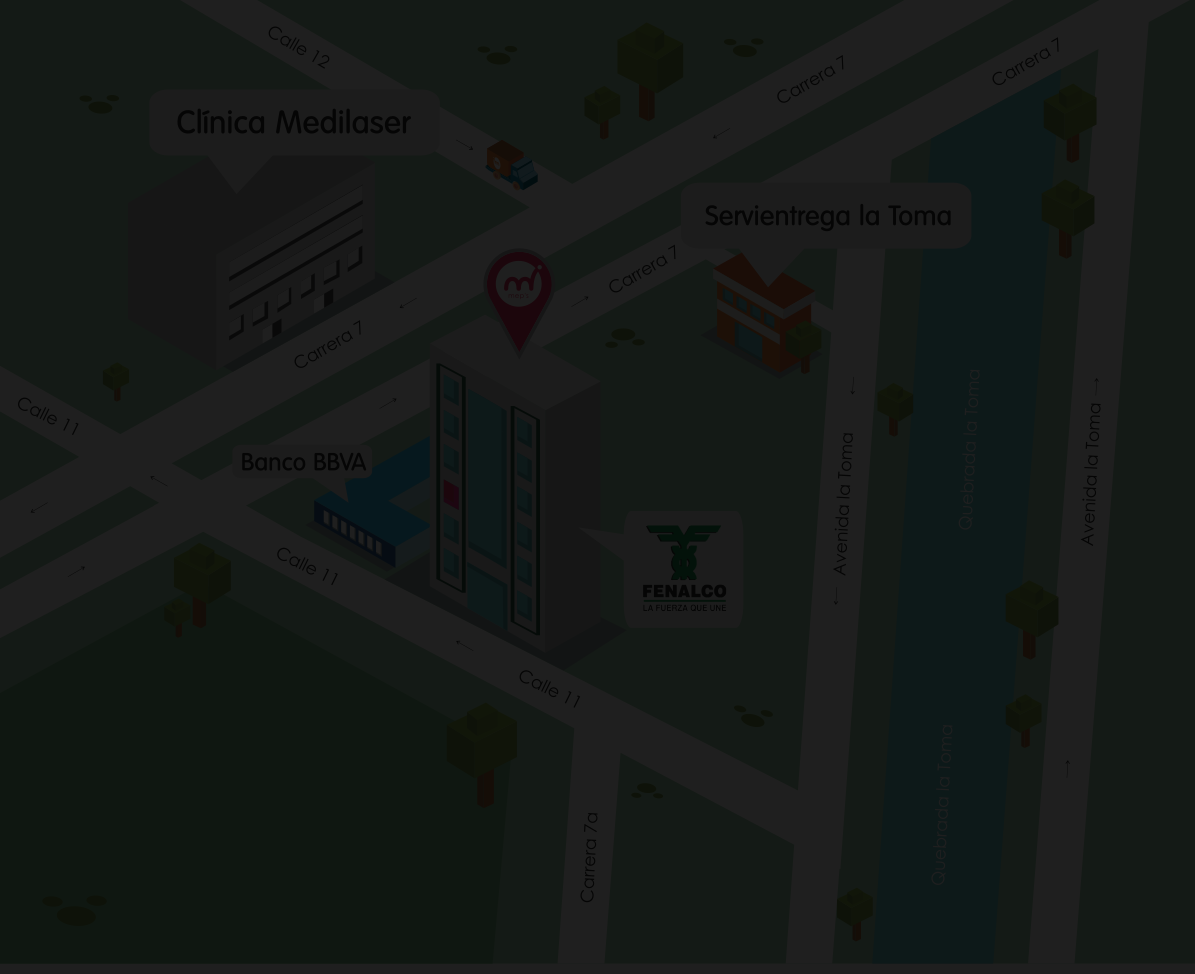 Calle 12
Carrera 7
Carrera 7
Clínica Medilaser
Servientrega la Toma
Carrera 7
mi
Carrera 7
Calle 11
Banco BBVA
Quebrada la Toma
Avenida la Toma
Avenida la Toma
FENALCO
LA FUERZA QUE UNE
Calle 11
Calle 11
Quebrada la Toma
Carrera 7a